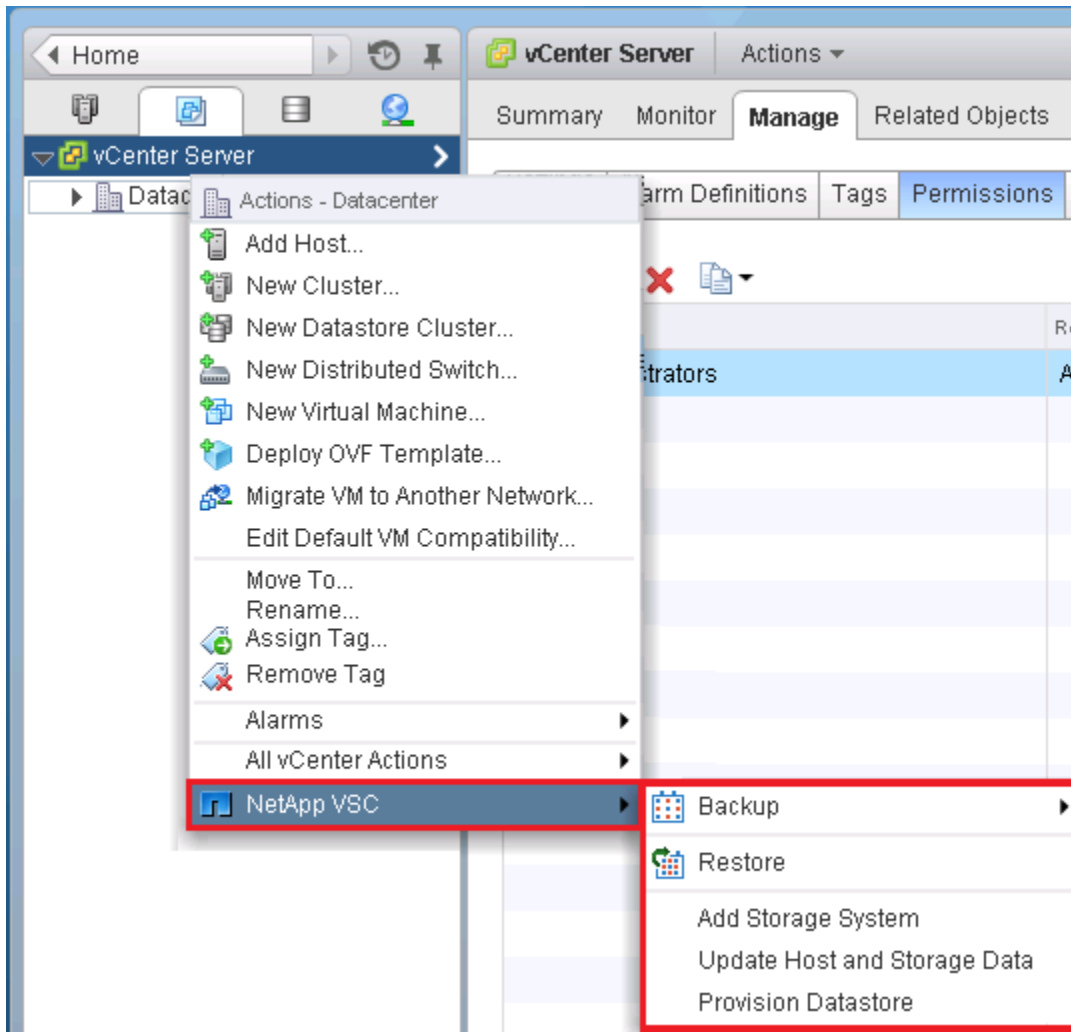 Home
vCenter Server
Actions
Summary
Monitor
Manage
Related Objects
vCenter Server
Datac
Actions - Datacenter
arm Definitions
Tags
Permissions
Add Host...
New Cluster...
New Datastore Cluster...
New Distributed Switch...
trators
New Virtual Machine...
Deploy OVF Template...
Migrate VM to Another Network...
Edit Default VM Compatibility...
Move To...
Rename...
Assign Tag...
Remove Tag
Alarms
All vCenter Actions
NetApp VSC
Backup
Restore
Add Storage System
Update Host and Storage Data
Provision Datastore